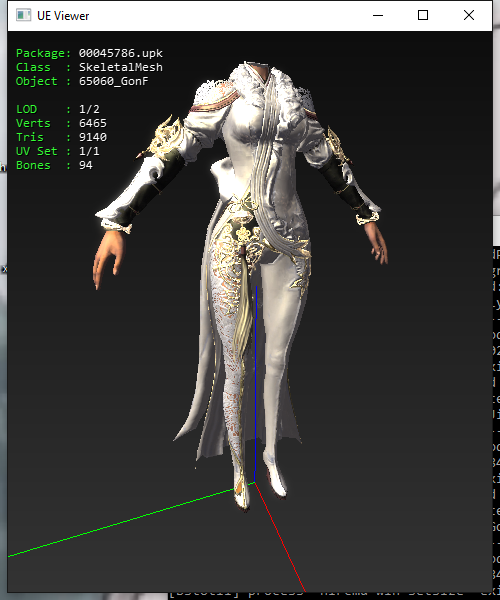 UE Viewer
Package: 00045786.upk
Class : SkeletalMesh
Object : 65060_GonF
LOD : 1/2
Verts : 6465
Tris : 9140
UV Set : 1/1
Bones : 94